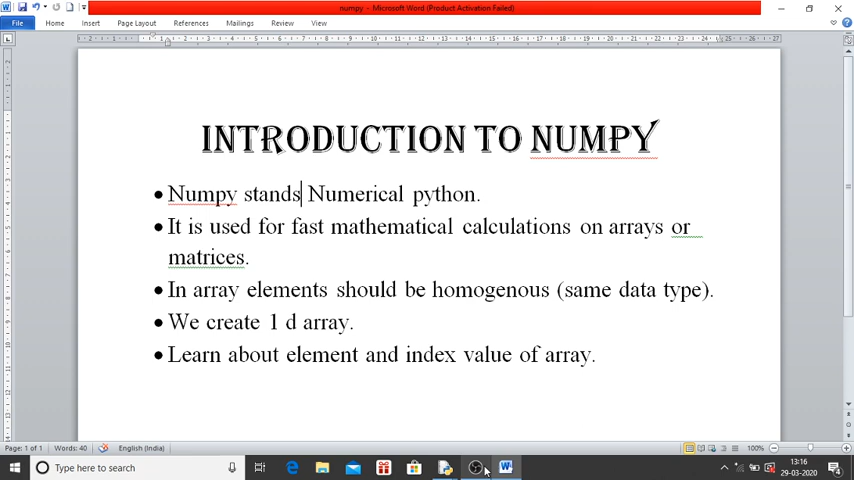 numpy - Microsoft Word (Product Activation Failed)
File Home Insert Page Layout References Mailings Review View
INTRODUCTION TO NUMPY
• Numpy stands Numerical python.
• It is used for fast mathematical calculations on arrays or
matrices.
• In array elements should be homogenous (same data type).
• We create 1 d array.
• Learn about element and index value of array.
Page: 1 of 1 Words: 40 English (India) 100%
Type here to search
13:16
29-03-2020
4